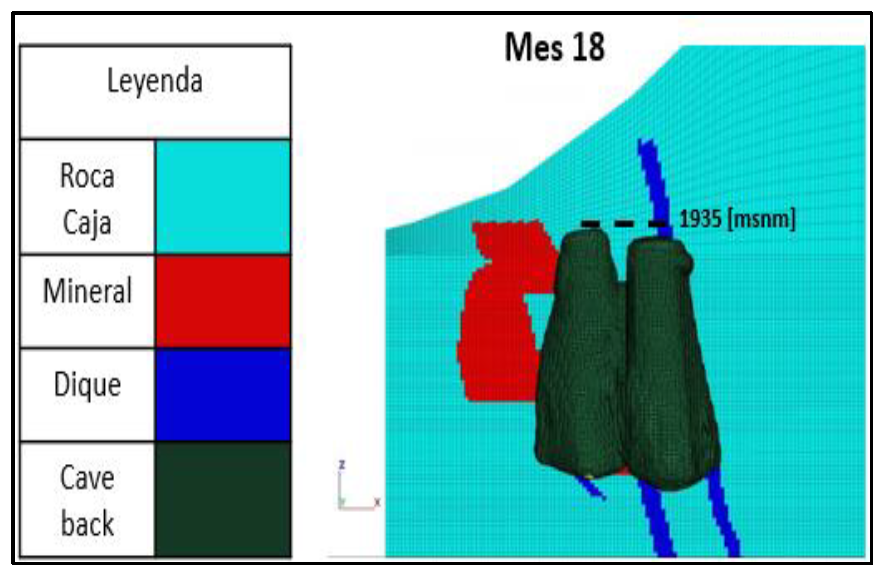 Leyenda
Roca
Caja
Mineral
Dique
Cave
back
Mes 18
1935 [msnm]
z
x